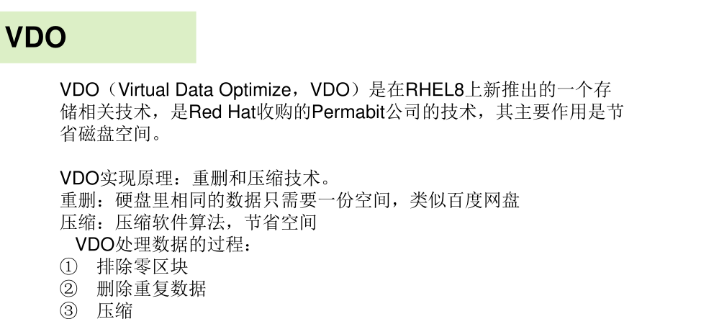 VDO
VDO（Virtual Data Optimize，VDO）是在RHEL8上新推出的一个存
储相关技术，是Red Hat收购的Permabit公司的技术，其主要作用是节
省磁盘空间。
VDO实现原理：重删和压缩技术。
重删：硬盘里相同的数据只需要一份空间，类似百度网盘
压缩：压缩软件算法，节省空间
VDO处理数据的过程：
① 排除零区块
② 删除重复数据
③ 压缩